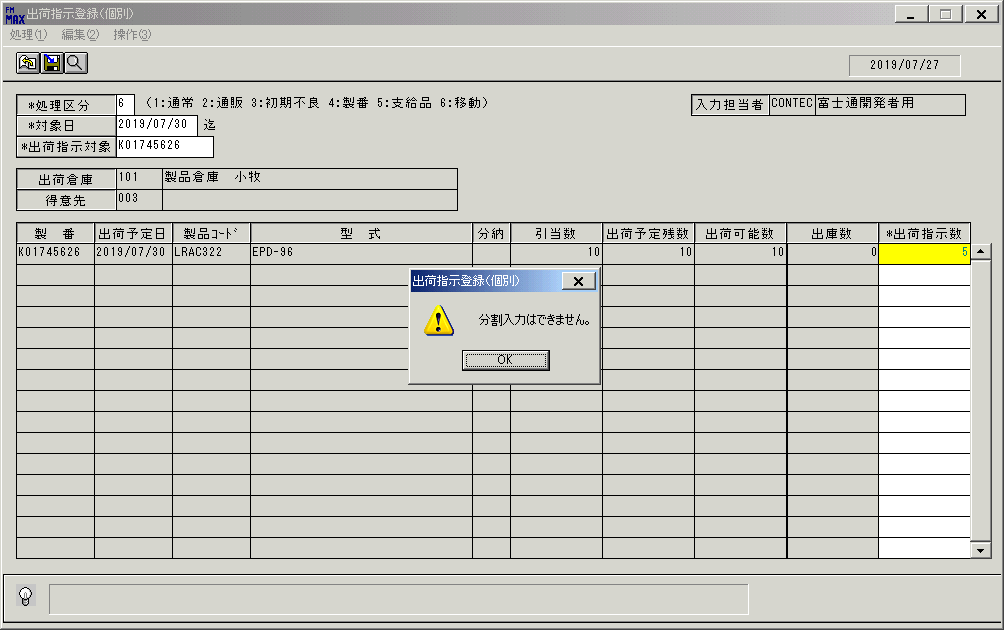 FM MAX 出荷指示登録(個別)
処理(1) 編集(2) 操作(3)
2019/07/27
*処理区分 6 (1:通常 2:通販 3:初期不良 4:製番 5:支給品 6:移動) 入力担当者 CONTEC 富士通開発者用
*対象日 2019/07/30 迄
*出荷指示対象 K01745626
出荷倉庫 101 製品倉庫 小牧
得意先 003
製 番 出荷予定日 製品ｺｰﾄﾞ 型 式 分納 引当数 出荷予定残数 出荷可能数 出庫数 *出荷指示数
K01745626 2019/07/30 LRAC322 EPD-96 10 10 10 0 5
出荷指示登録(個別)
分割入力はできません。
OK